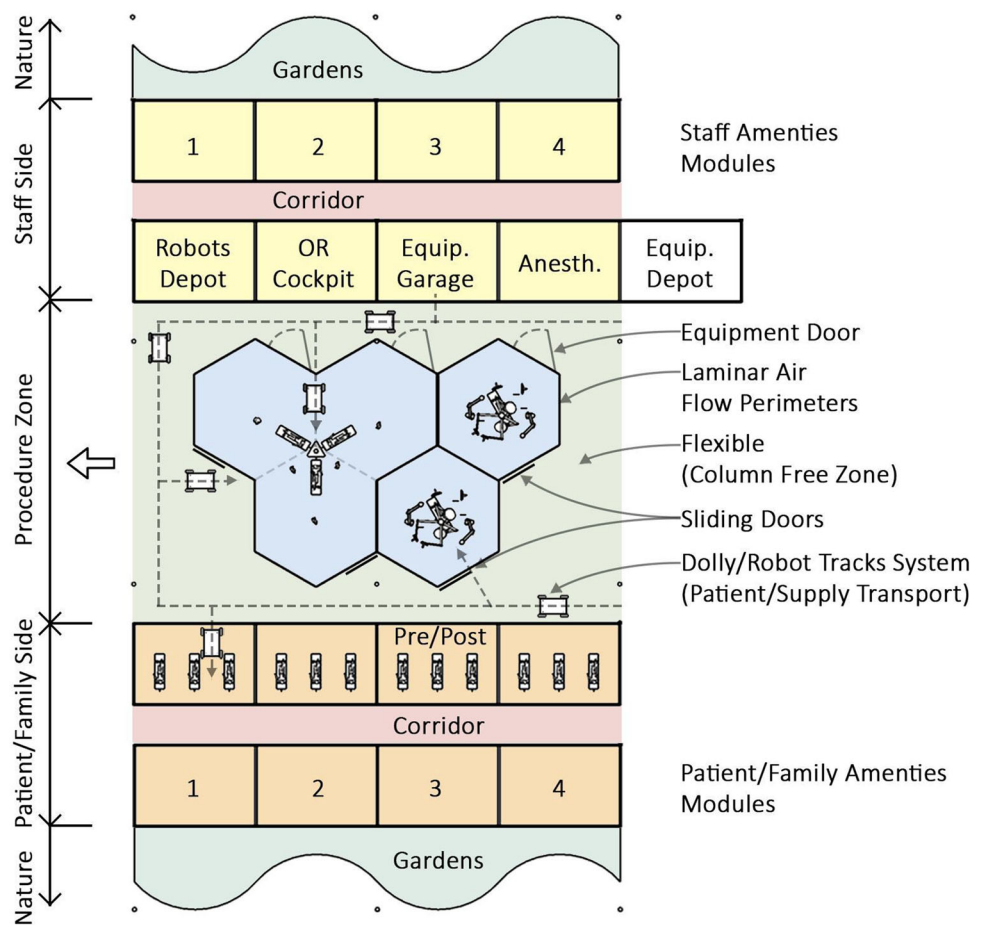 Nature
Gardens
Staff Side
1
2
3
4
Staff Amenties
Modules
Corridor
Robots
Depot
OR
Cockpit
Equip.
Garage
Anesth.
Equip.
Depot
Procedure Zone
Equipment Door
Laminar Air
Flow Perimeters
Flexible
(Column Free Zone)
Sliding Doors
Dolly/Robot Tracks System
(Patient/Supply Transport)
Patient/Family Side
Pre/Post
Corridor
1
2
3
4
Patient/Family Amenties
Modules
Nature
Gardens